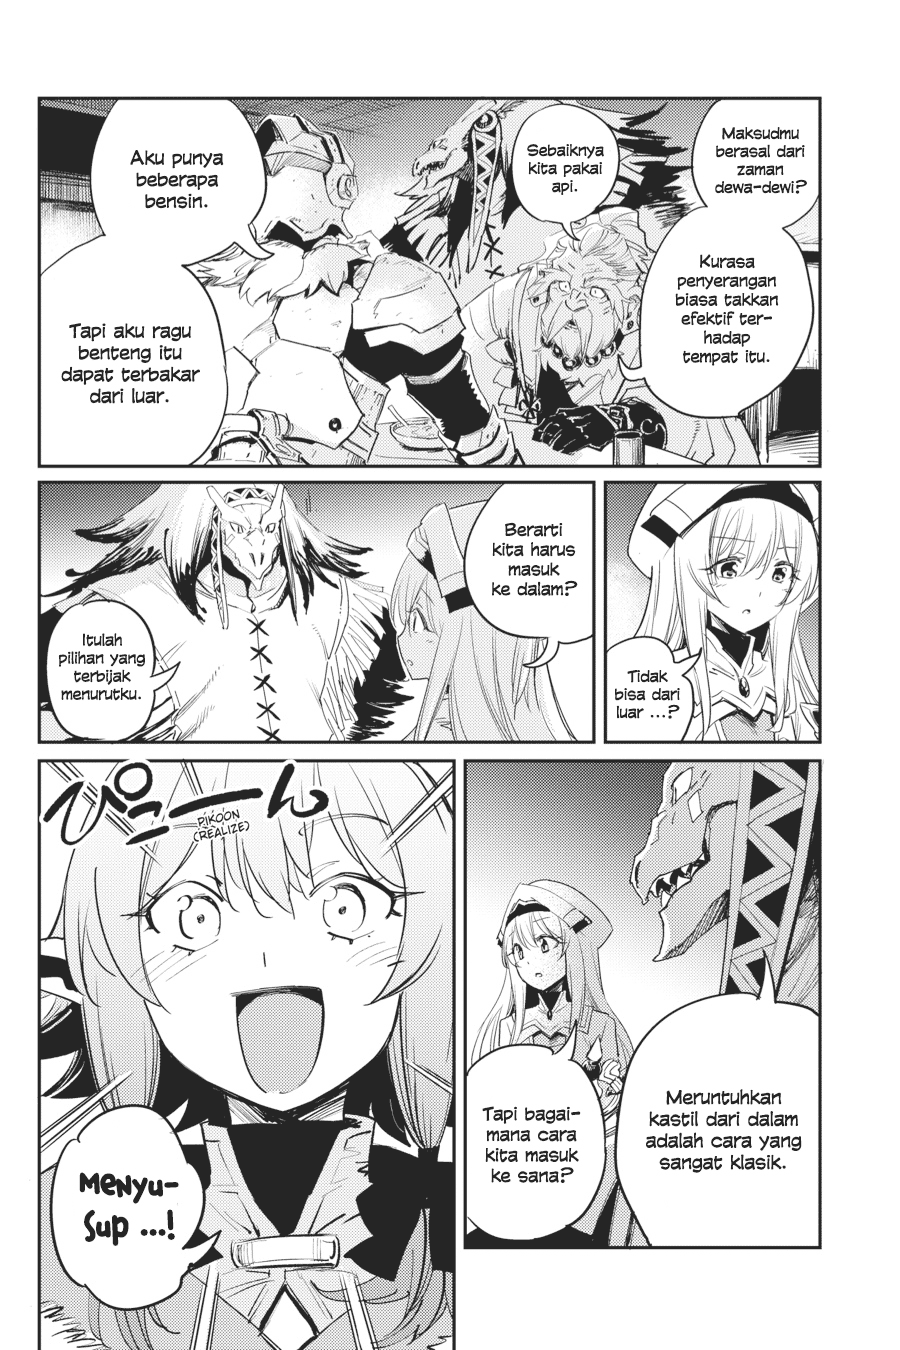 Maksudmu
berasal dari
zaman
dewa-dewi?
Kurasa
penyerangan
biasa takkan
efektif ter-
hadap
tempat itu.
Sebaiknya
kita pakai
api.
Aku punya
beberapa
bensin.
Tapi aku ragu
benteng itu
dapat terbakar
dari luar.
Tidak
bisa dari
luar ...?
Berarti
kita harus
masuk
ke dalam?
Itulah
pilihan yang
terbijak
menurutku.
Meruntuhkan
kastil dari dalam
adalah cara yang
sangat klasik.
Tapi bagai-
mana cara
kita masuk
ke sana?
ぴこーん
PIKOON
(REALIZE)
Menyu-
sup ...!